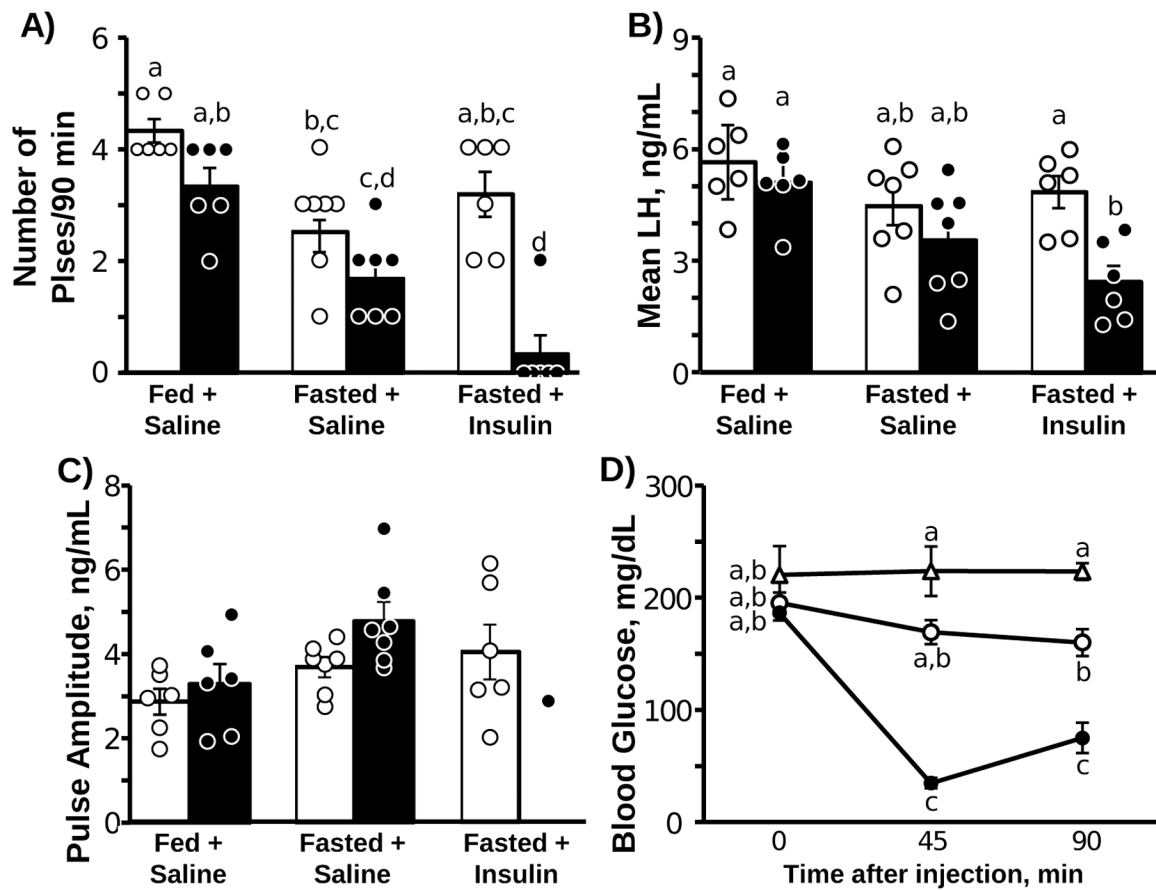 A)
Number of
Plses/90 min
6
4
2
0
a
a,b
b,c
c,d
a,b,c
d
Fed +
Saline
Fasted +
Saline
Fasted +
Insulin
B)
Mean LH, ng/mL
9
6
3
0
a
a
a,b
a,b
a
b
Fed +
Saline
Fasted +
Saline
Fasted +
Insulin
C)
Pulse Amplitude, ng/mL
8
6
4
2
0
Fed +
Saline
Fasted +
Saline
Fasted +
Insulin
D)
Blood Glucose, mg/dL
300
200
100
0
a,b
a,b
a,b
a
a,b
c
a
b
c
0
45
90
Time after injection, min